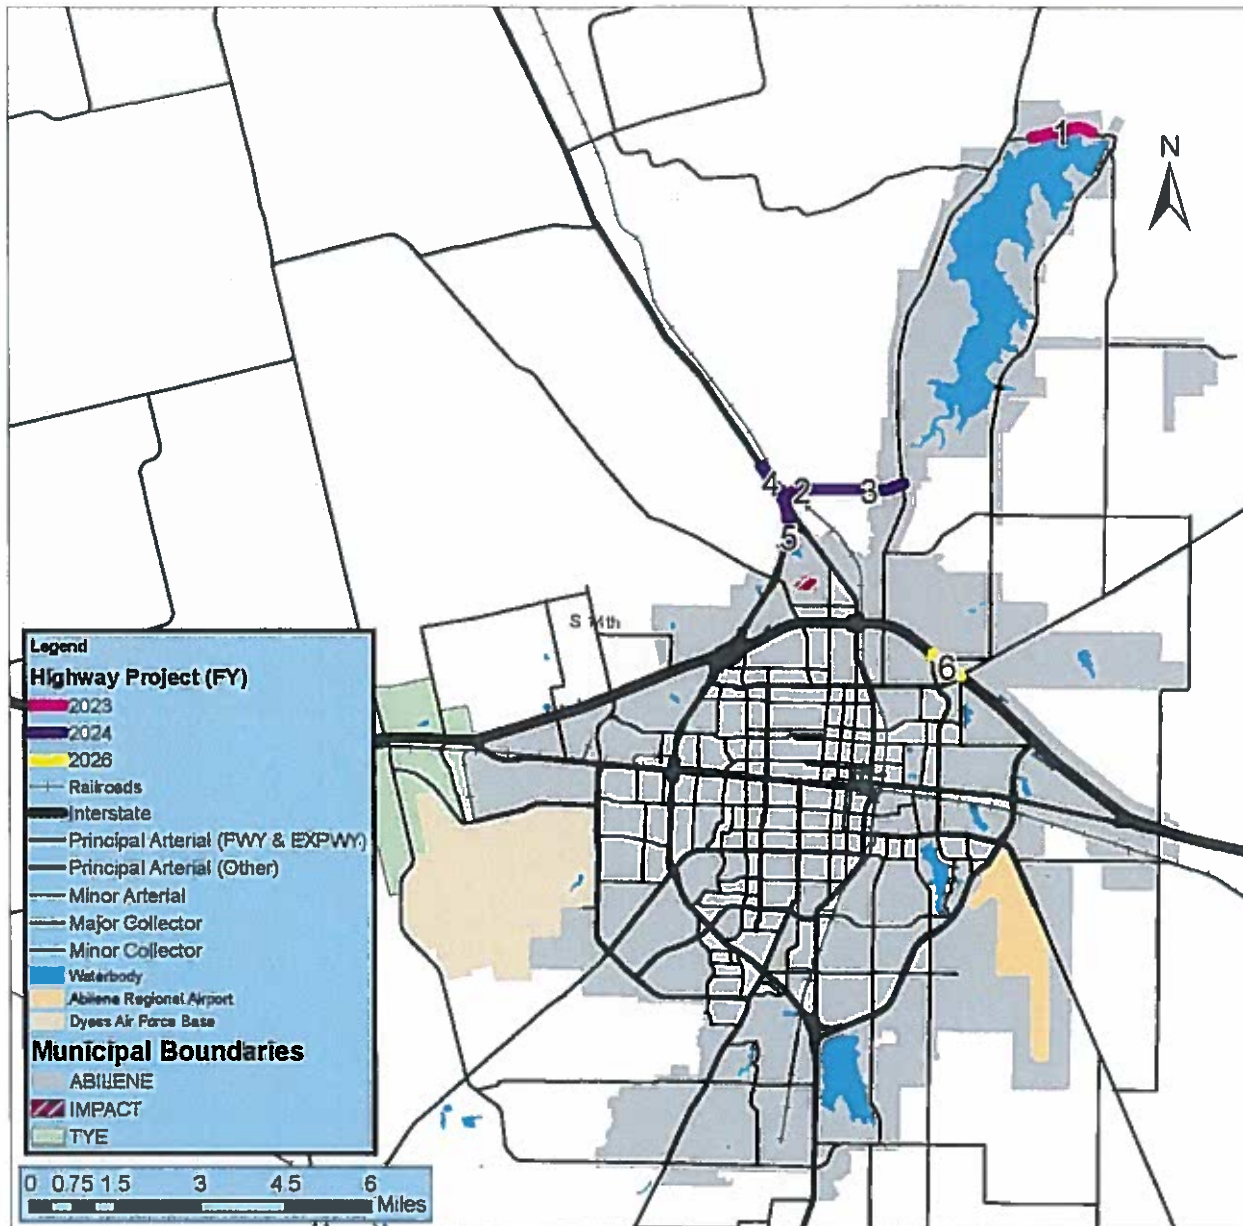 1
N
4
2
3
5
S 14th
6
Legend
Highway Project (FY)
2023
2024
2026
Railroads
Interstate
Principal Arterial (FWY & EXPWY)
Principal Arterial (Other)
Minor Arterial
Major Collector
Minor Collector
Waterbody
Abilene Regional Airport
Dyess Air Force Base
Municipal Boundaries
ABILENE
IMPACT
TYE
0 0.75 1.5 3 4.5 6
Miles